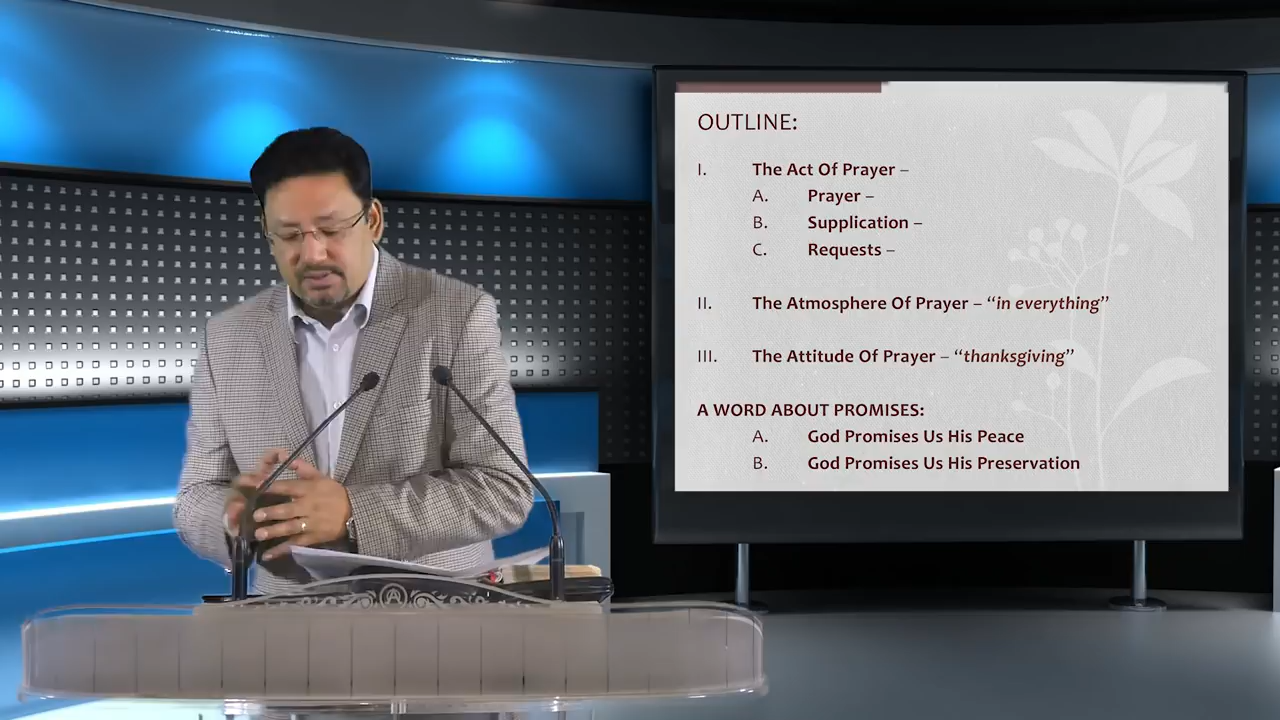 OUTLINE:
I. The Act Of Prayer –
A. Prayer –
B. Supplication –
C. Requests –
II. The Atmosphere Of Prayer – “in everything”
III. The Attitude Of Prayer – “thanksgiving”
A WORD ABOUT PROMISES:
A. God Promises Us His Peace
B. God Promises Us His Preservation